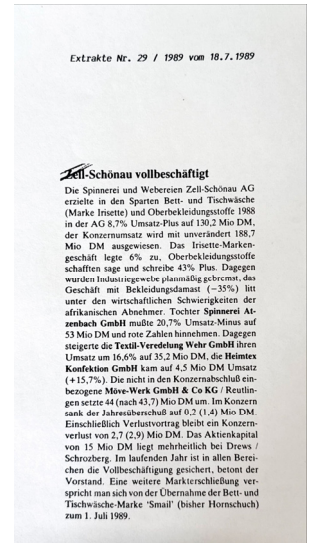 Extrakte Nr. 29 / 1989 vom 18.7.1989
Zell-Schönau vollbeschäftigt
Die Spinnerei und Webereien Zell-Schönau AG
erzielte in den Sparten Bett- und Tischwäsche
(Marke Irisette) und Oberbekleidungsstoffe 1988
in der AG 8,7% Umsatz-Plus auf 130,2 Mio DM,
der Konzernumsatz wird mit unverändert 188,7
Mio DM ausgewiesen. Das Irisette-Marken-
geschäft legte 6% zu, Oberbekleidungsstoffe
schafften sage und schreibe 43% Plus. Dagegen
wurden Industriegewebe planmäßig gebremst, das
Geschäft mit Bekleidungsdamast (−35%) litt
unter den wirtschaftlichen Schwierigkeiten der
afrikanischen Abnehmer. Tochter Spinnerei At-
zenbach GmbH mußte 20,7% Umsatz-Minus auf
53 Mio DM und rote Zahlen hinnehmen. Dagegen
steigerte die Textil-Veredelung Wehr GmbH ihren
Umsatz um 16,6% auf 35,2 Mio DM, die Heimtex
Konfektion GmbH kam auf 4,5 Mio DM Umsatz
(+15,7%). Die nicht in den Konzernabschluß ein-
bezogene Möve-Werk GmbH & Co KG / Reutlin-
gen setzte 44 (nach 43,7) Mio DM um. Im Konzern
sank der Jahresüberschuß auf 0,2 (1,4) Mio DM.
Einschließlich Verlustvortrag bleibt ein Konzern-
verlust von 2,7 (2,9) Mio DM. Das Aktienkapital
von 15 Mio DM liegt mehrheitlich bei Drews /
Schrozberg. Im laufenden Jahr ist in allen Berei-
chen die Vollbeschäftigung gesichert, betont der
Vorstand. Eine weitere Markterschließung ver-
spricht man sich von der Übernahme der Bett- und
Tischwäsche-Marke 'Smail' (bisher Hornschuch)
zum 1. Juli 1989.